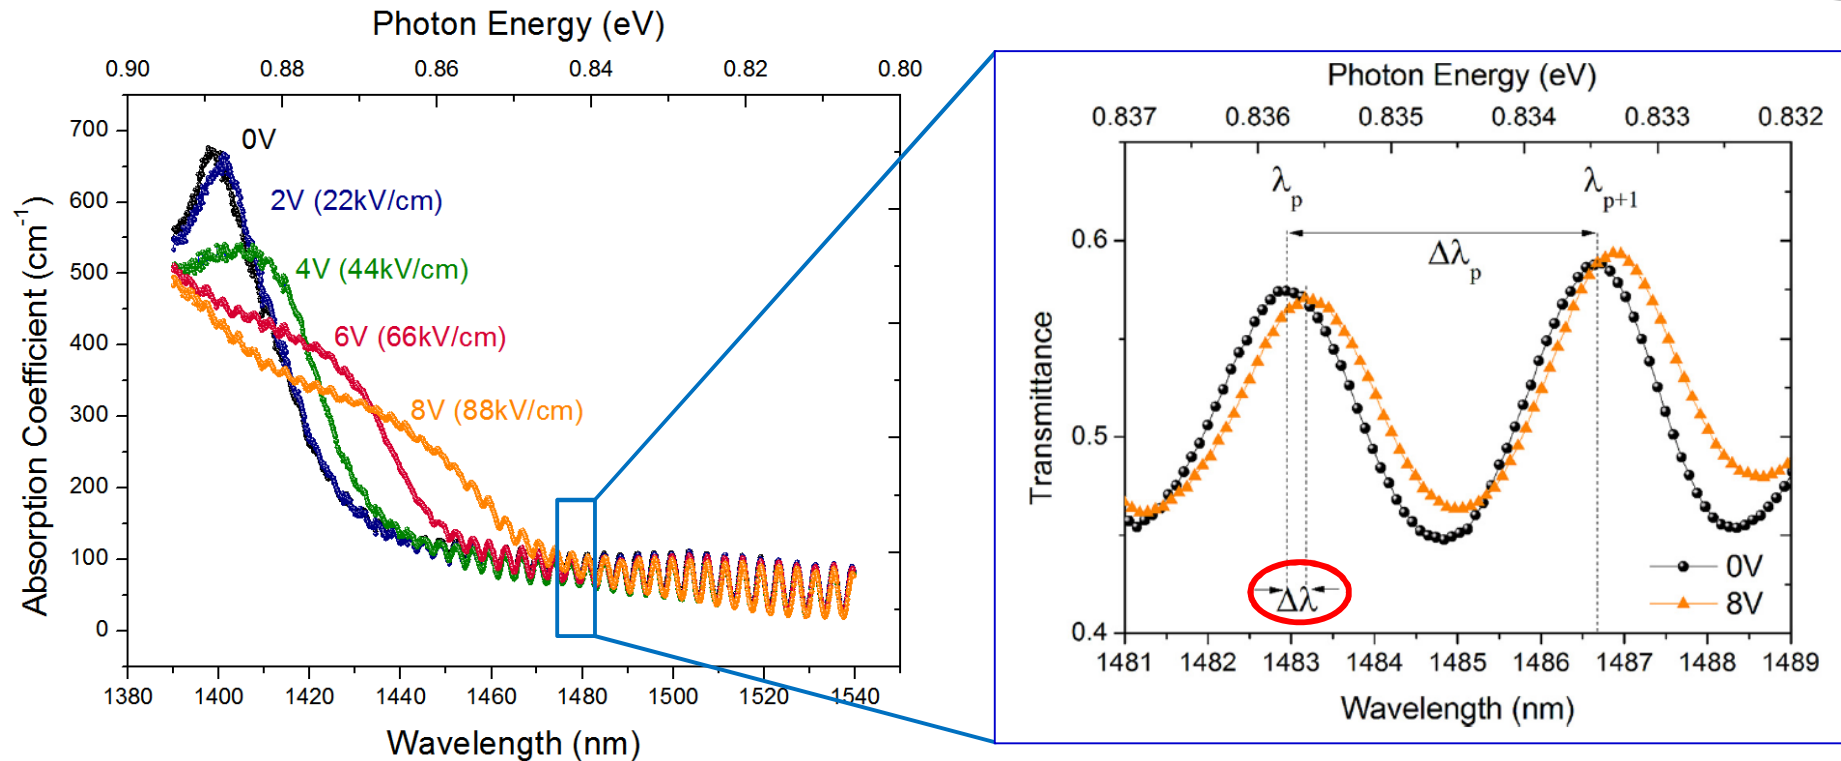 Photon Energy (eV)
0.90 0.88 0.86 0.84 0.82 0.80
700
600
500
400
300
200
100
0
Absorption Coefficient (cm⁻¹)
0V
2V (22kV/cm)
4V (44kV/cm)
6V (66kV/cm)
8V (88kV/cm)
1380 1400 1420 1440 1460 1480 1500 1520 1540
Wavelength (nm)
Photon Energy (eV)
0.837 0.836 0.835 0.834 0.833 0.832
λp λp+1
Δλp
0.6
0.5
0.4
Transmittance
Δλ
0V
8V
1481 1482 1483 1484 1485 1486 1487 1488 1489
Wavelength (nm)